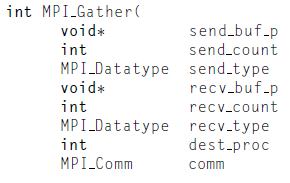 int MPI_Gather(
void* send_buf_p
int send_count
MPI_Datatype send_type
void* recv_buf_p
int recv_count
MPI_Datatype recv_type
int dest_proc
MPI_Comm comm